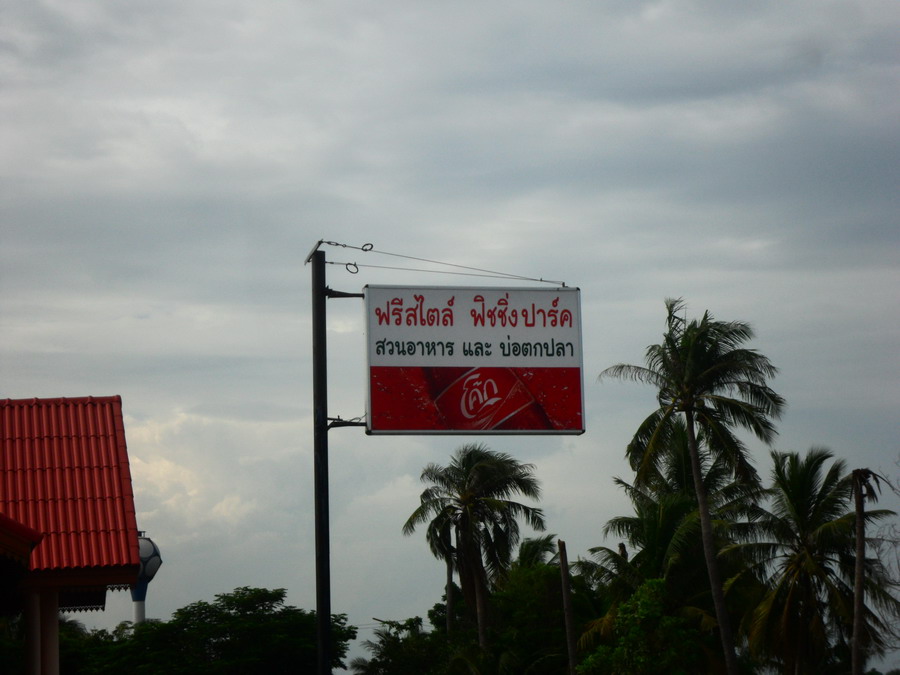 ฟรีสไตล์ ฟิชชิ่งปาร์ค
สวนอาหาร และ บ่อตกปลา
โค้ก